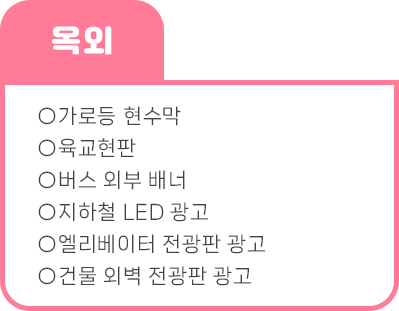 옥외
○가로등 현수막
○육교현판
○버스 외부 배너
○지하철 LED 광고
○엘리베이터 전광판 광고
○건물 외벽 전광판 광고